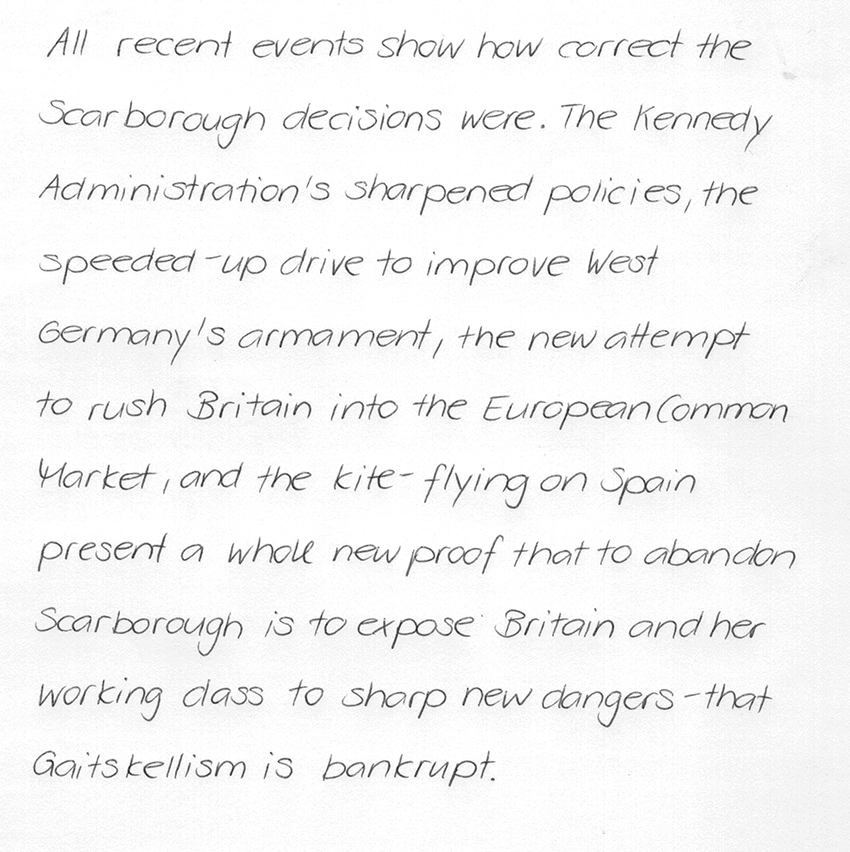 All recent events show how correct the
Scarborough decisions were. The Kennedy
Administration's sharpened policies, the
speeded-up drive to improve West
Germany's armament, the new attempt
to rush Britain into the European Common
Market, and the kite-flying on Spain
present a whole new proof that to abandon
Scarborough is to expose Britain and her
working class to sharp new dangers-that
Gaitskellism is bankrupt.